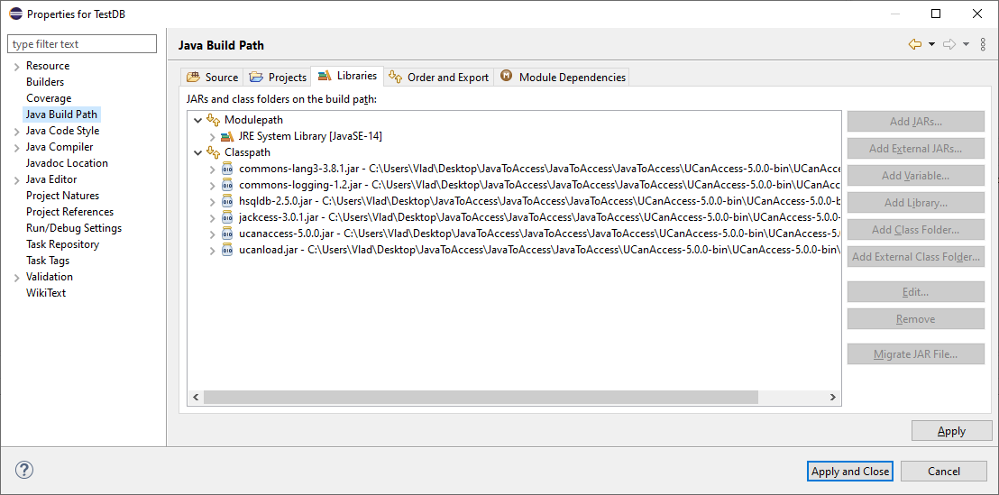 Properties for TestDB
type filter text
Resource
Builders
Coverage
Java Build Path
Java Code Style
Java Compiler
Javadoc Location
Java Editor
Project Natures
Project References
Run/Debug Settings
Task Repository
Task Tags
Validation
WikiText
Java Build Path
Source
Projects
Libraries
Order and Export
Module Dependencies
JARs and class folders on the build path:
Modulepath
JRE System Library [JavaSE-14]
Classpath
commons-lang3-3.8.1.jar - C:\Users\Vlad\Desktop\JavaToAccess\JavaToAccess\JavaToAccess\UCanAccess-5.0.0-bin\UCanAcce
commons-logging-1.2.jar - C:\Users\Vlad\Desktop\JavaToAccess\JavaToAccess\JavaToAccess\UCanAccess-5.0.0-bin\UCanAcce
hsqldb-2.5.0.jar - C:\Users\Vlad\Desktop\JavaToAccess\JavaToAccess\JavaToAccess\UCanAccess-5.0.0-bin\UCanAccess-5.0.0-b
jackcess-3.0.1.jar - C:\Users\Vlad\Desktop\JavaToAccess\JavaToAccess\JavaToAccess\UCanAccess-5.0.0-bin\UCanAccess-5.0.0-
ucanaccess-5.0.0.jar - C:\Users\Vlad\Desktop\JavaToAccess\JavaToAccess\JavaToAccess\UCanAccess-5.0.0-bin\UCanAccess-5.0
ucanload.jar - C:\Users\Vlad\Desktop\JavaToAccess\JavaToAccess\JavaToAccess\UCanAccess-5.0.0-bin\UCanAccess-5.0.0-bin\
Add JARs...
Add External JARs...
Add Variable...
Add Library...
Add Class Folder...
Add External Class Folder...
Edit...
Remove
Migrate JAR File...
Apply
Apply and Close
Cancel